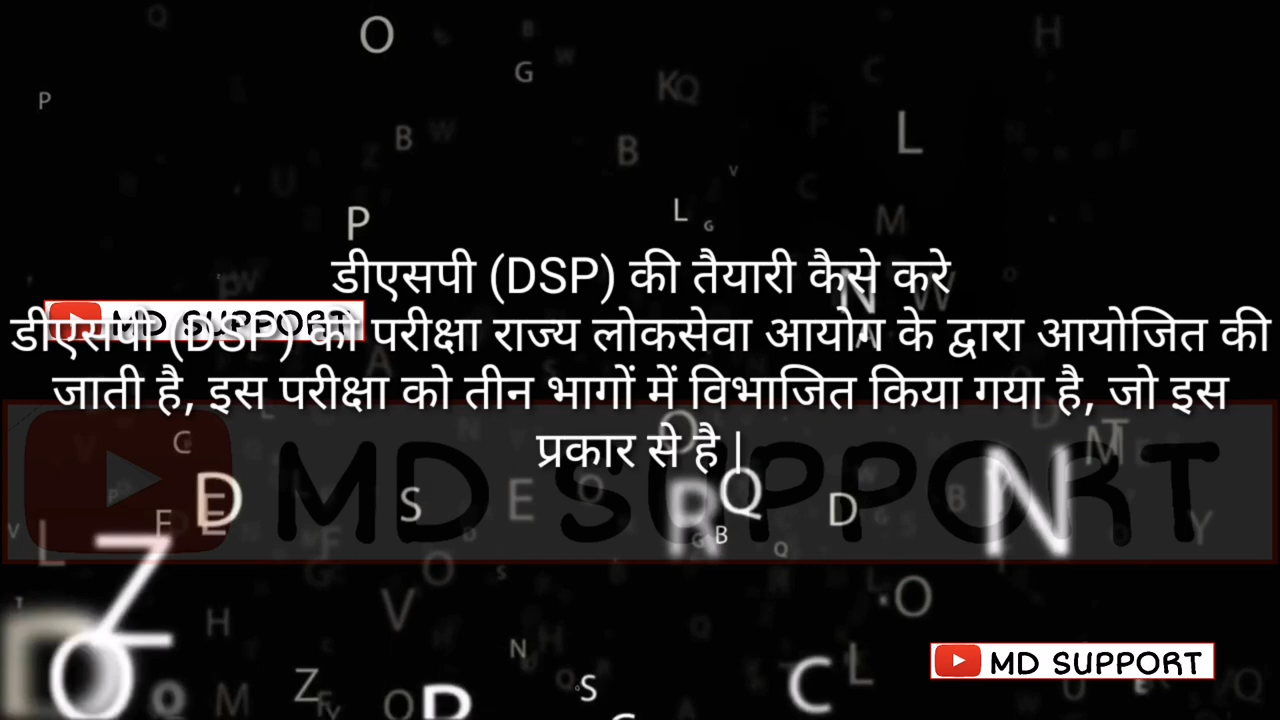 डीएसपी (DSP) की तैयारी कैसे करे
डीएसपी (DSP) की परीक्षा राज्य लोकसेवा आयोग के द्वारा आयोजित की
जाती है, इस परीक्षा को तीन भागों में विभाजित किया गया है, जो इस
प्रकार से है |
MD SUPPORT
MD SUPPORT
MD SUPPORT